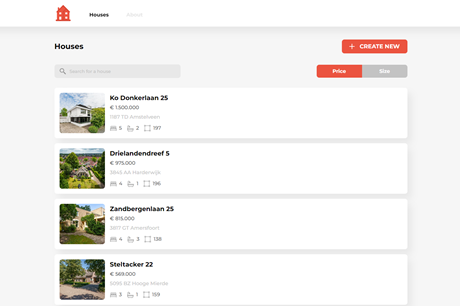 Houses
About
Houses
+ CREATE NEW
Search for a house
Price
Size
Ko Donkerlaan 25
€ 1,500.000
1187 TD Amstelveen
5 2 197
Drielandendreef 5
€ 975.000
3845 AA Harderwijk
4 1 196
Zandbergenlaan 25
€ 815.000
3817 GT Amersfoort
4 3 138
Steltacker 22
€ 569.000
Hooge Mierde
3 1 159